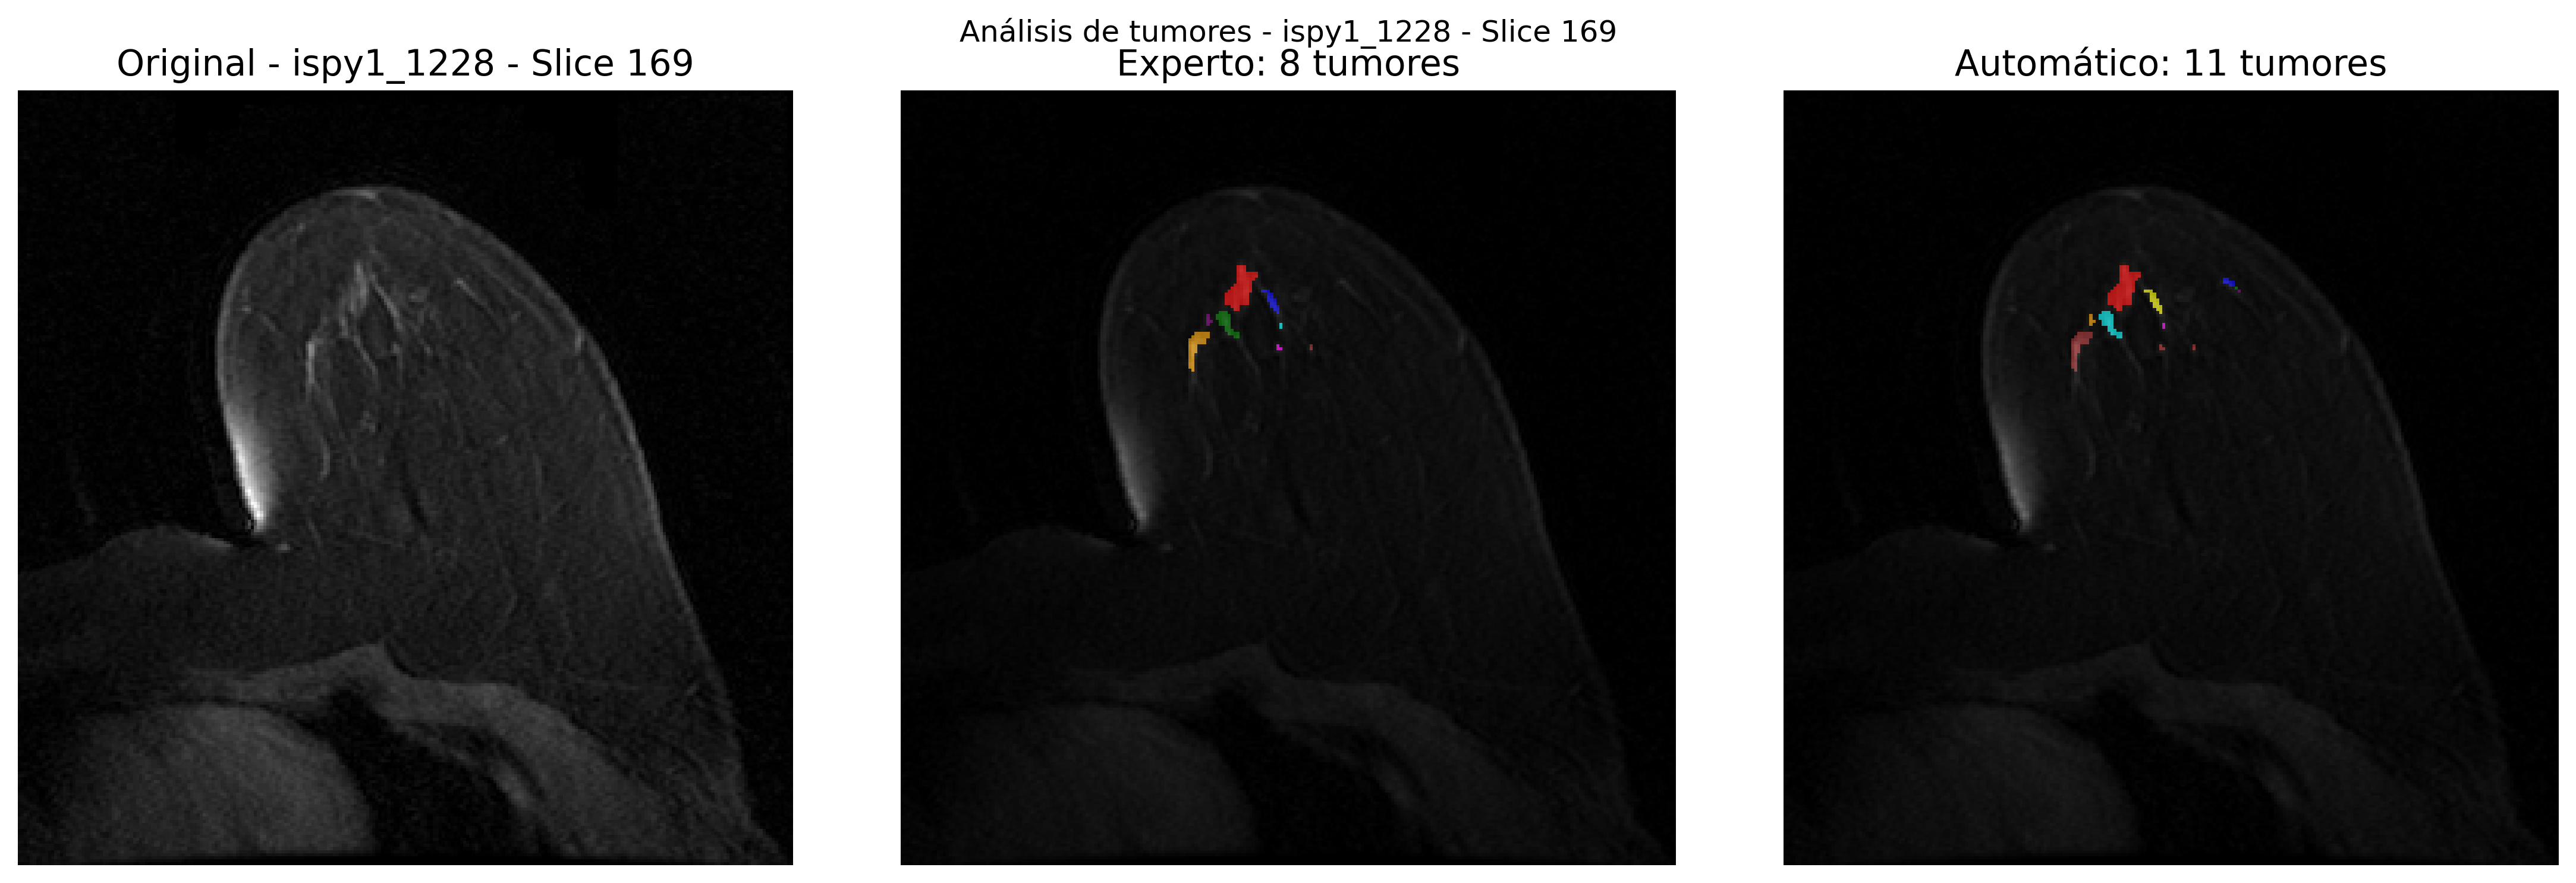 Análisis de tumores - ispy1_1228 - Slice 169
Original - ispy1_1228 - Slice 169
Experto: 8 tumores
Automático: 11 tumores